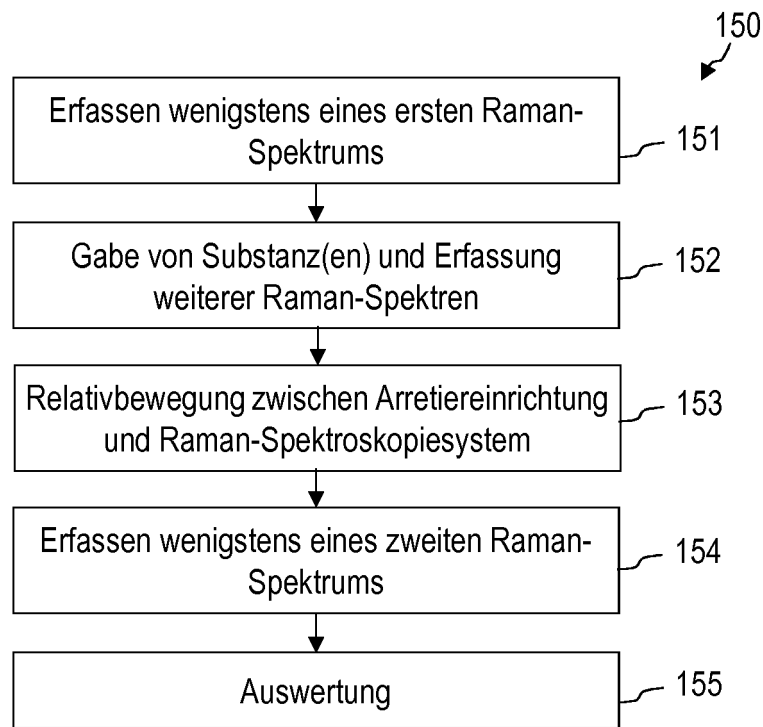 150
Erfassen wenigstens eines ersten Raman-
Spektrums
151
Gabe von Substanz(en) und Erfassung
weiterer Raman-Spektren
152
Relativbewegung zwischen Arretiereinrichtung
und Raman-Spektroskopiesystem
153
Erfassen wenigstens eines zweiten Raman-
Spektrums
154
Auswertung
155